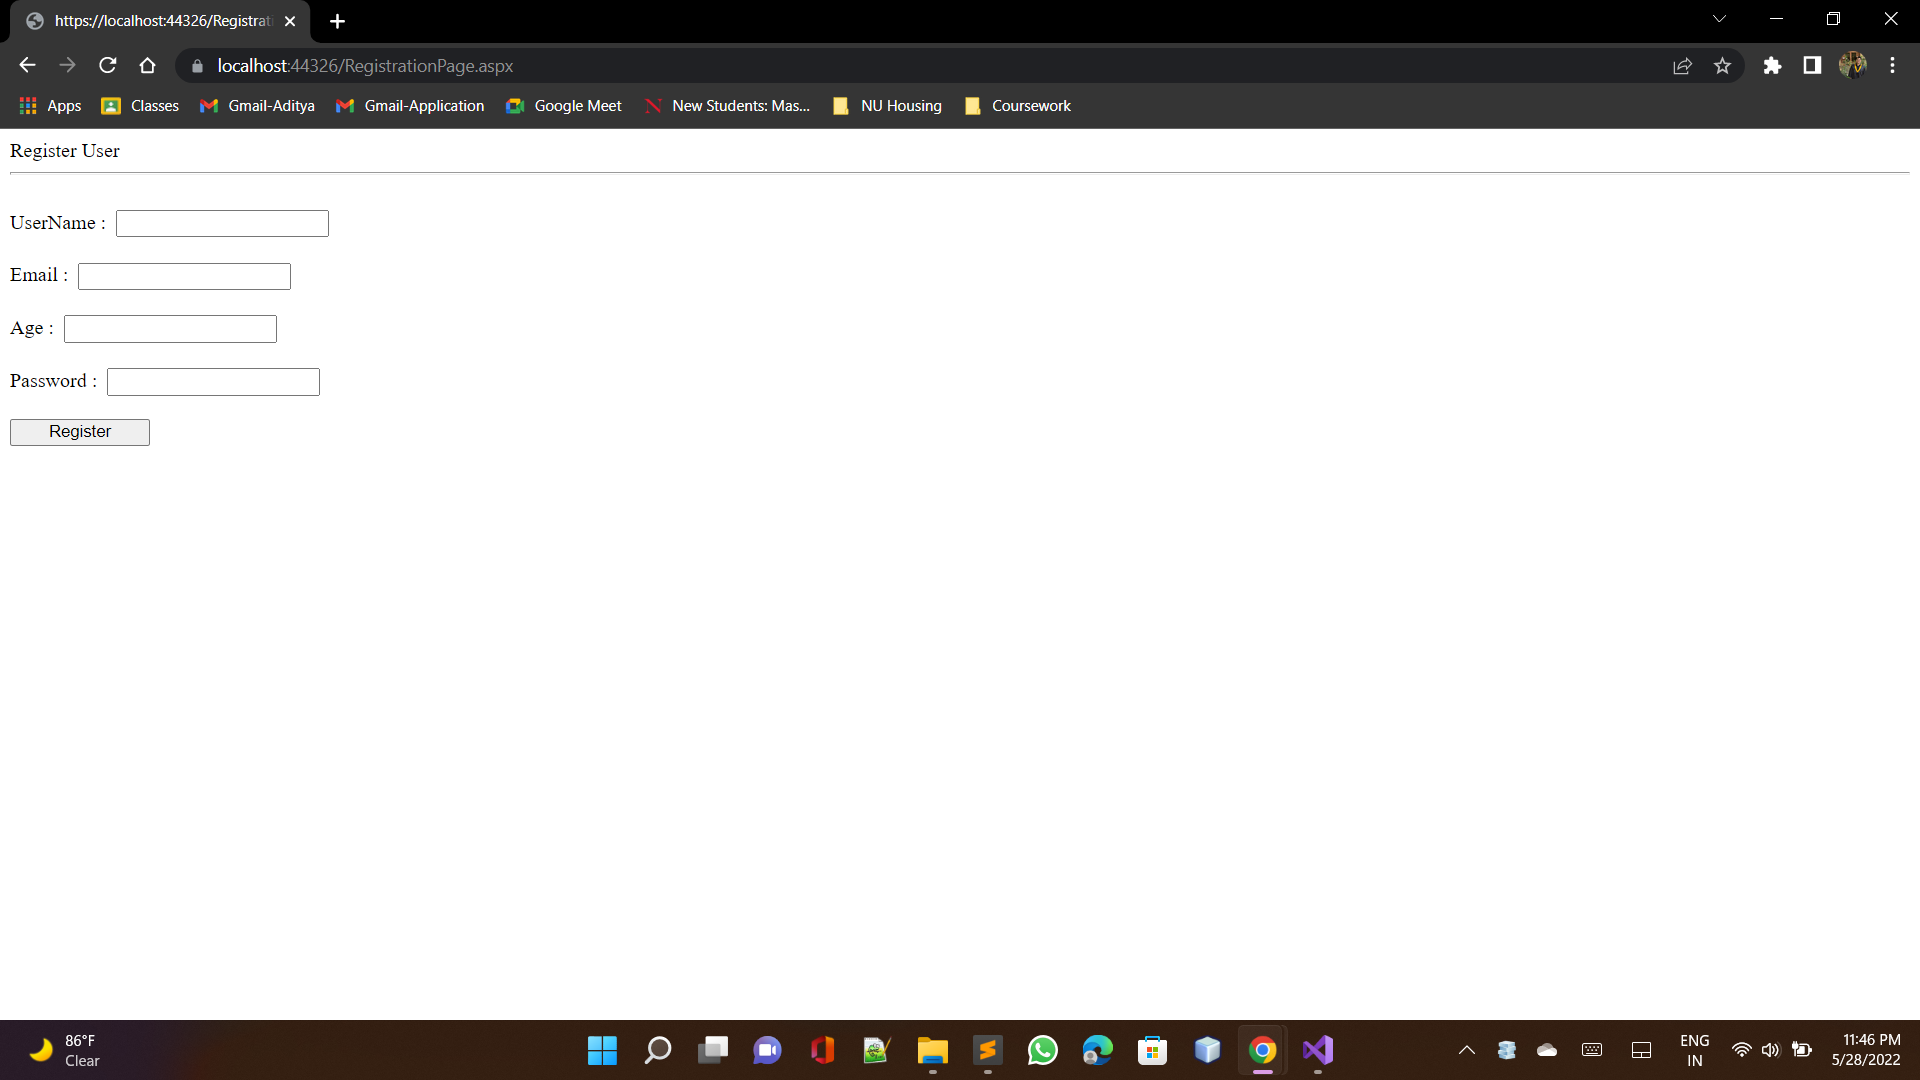 https://localhost:44326/Registrati
localhost:44326/RegistrationPage.aspx
Apps Classes Gmail-Aditya Gmail-Application Google Meet New Students: Mas... NU Housing Coursework
Register User
UserName :
Email :
Age :
Password :
Register
86°F
Clear
ENG
IN
11:46 PM
5/28/2022